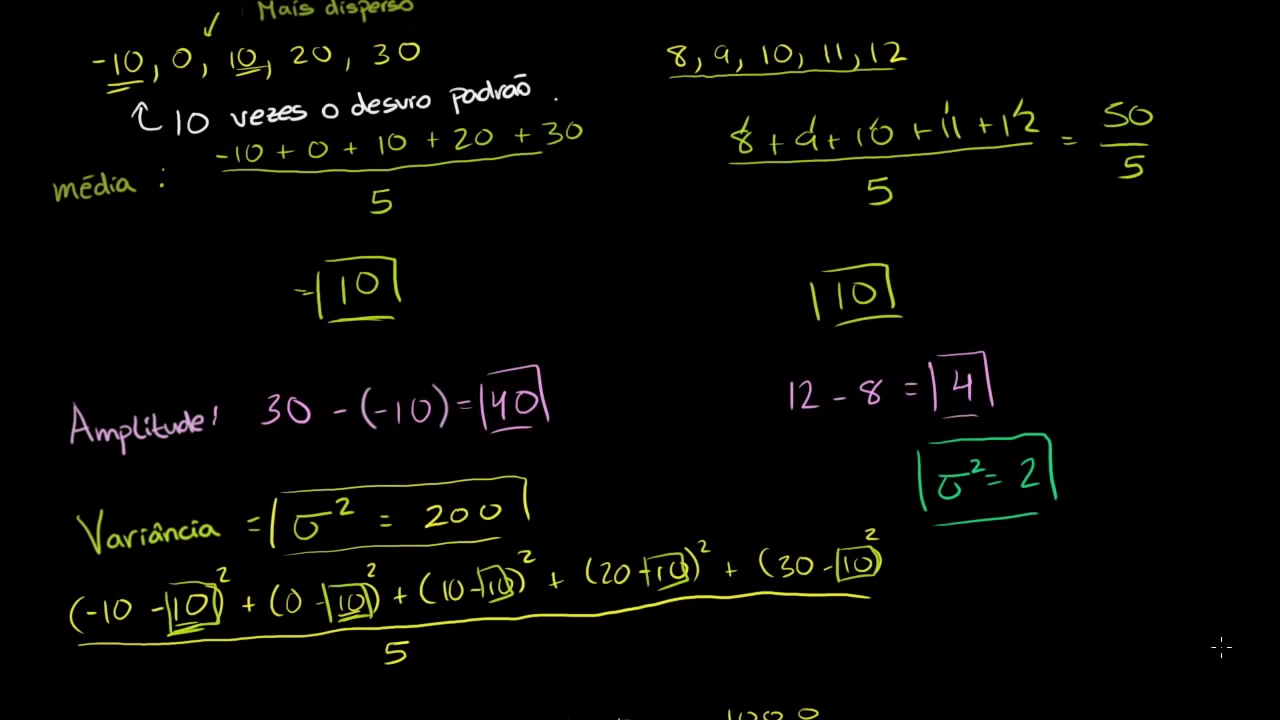 Mais disperso
-10, 0, 10, 20, 30
8, 9, 10, 11, 12
10 vezes o desvro padrão.
média:
-10 + 0 + 10 + 20 + 30
5
8 + 9 + 10 + 11 + 12
5
= 50
5
= 10
10
Amplitude: 30 - (-10) = 40
12 - 8 = 4
σ² = 2
Variância = σ² = 200
(-10 - 10)² + (0 - 10)² + (10 - 10)² + (20 - 10)² + (30 - 10)²
5